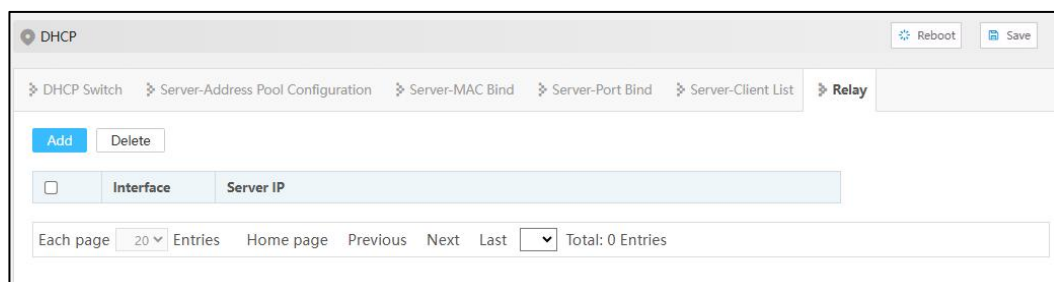 DHCP Reboot Save
DHCP Switch Server-Address Pool Configuration Server-MAC Bind Server-Port Bind Server-Client List Relay
Add Delete
Interface Server IP
Each page 20 Entries Home page Previous Next Last Total: 0 Entries